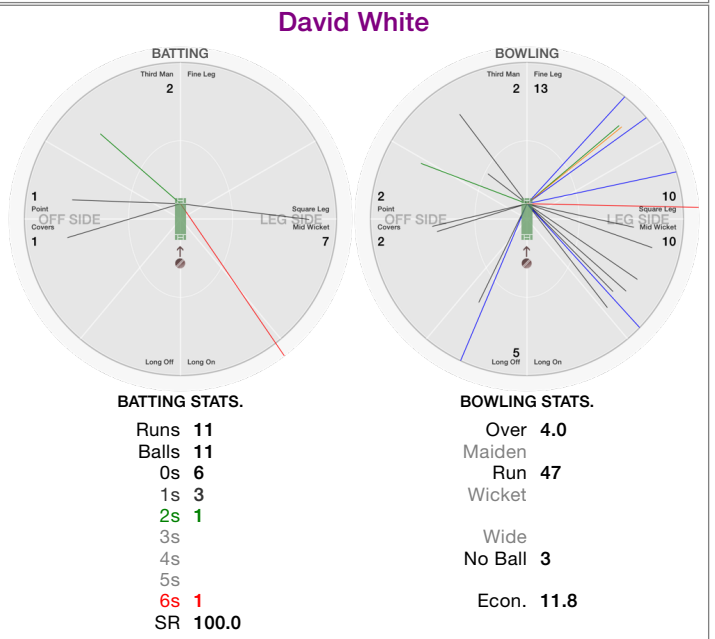 David White
BATTING
Third Man Fine Leg
2
1
Point
OFF SIDE
Covers
1
Square Leg
LEG SIDE
Mid Wicket
7
Long Off Long On
BATTING STATS.
Runs 11
Balls 11
0s 6
1s 3
2s 1
3s
4s
5s
6s 1
SR 100.0
BOWLING
Third Man Fine Leg
2 13
2
Point
OFF SIDE
Covers
2
10
Square Leg
LEG SIDE
Mid Wicket
10
5
Long Off Long On
BOWLING STATS.
Over 4.0
Maiden
Run 47
Wicket
Wide
No Ball 3
Econ. 11.8